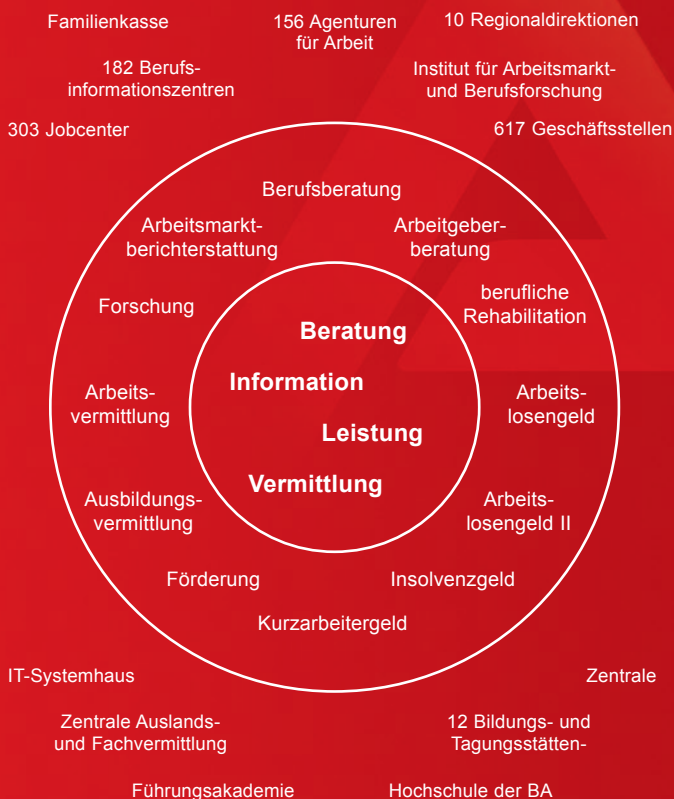 Familienkasse
156 Agenturen
für Arbeit
10 Regionaldirektionen
182 Berufs-
informationszentren
Institut für Arbeitsmarkt-
und Berufsforschung
303 Jobcenter
617 Geschäftsstellen
Berufsberatung
Arbeitsmarkt-
berichterstattung
Arbeitgeber-
beratung
Forschung
berufliche
Rehabilitation
Beratung
Information
Arbeits-
vermittlung
Arbeits-
losengeld
Leistung
Vermittlung
Ausbildungs-
vermittlung
Arbeits-
losengeld II
Förderung
Insolvenzgeld
Kurzarbeitergeld
IT-Systemhaus
Zentrale
Zentrale Auslands-
und Fachvermittlung
12 Bildungs- und
Tagungsstätten-
Führungsakademie
Hochschule der BA